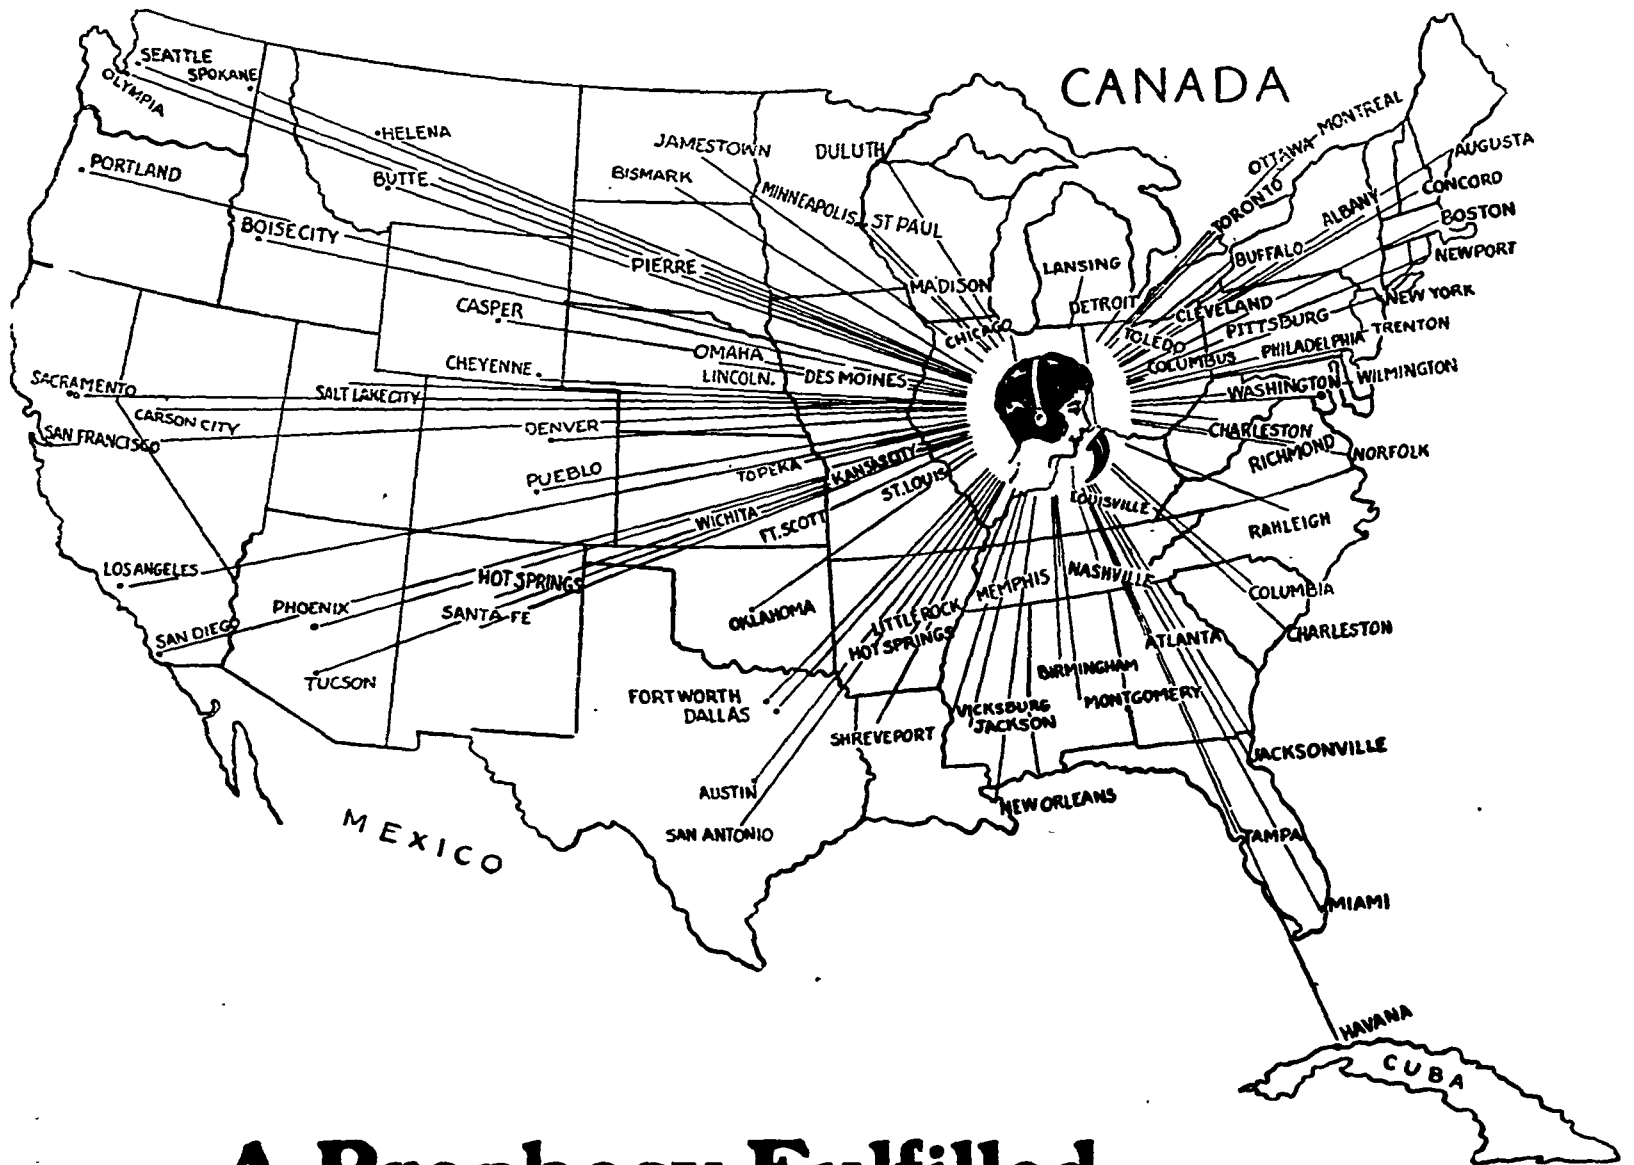 CANADA
SEATTLE
SPOKANE
OLYMPIA
HELENA
PORTLAND
BUTTE
BOISE CITY
JAMESTOWN
BISMARK
DULUTH
MINNEAPOLIS
ST PAUL
PIERRE
CASPER
MADISON
LANSING
DETROIT
CHICAGO
OTTAWA
MONTREAL
TORONTO
AUGUSTA
CONCORD
ALBANY
BOSTON
BUFFALO
NEWPORT
CLEVELAND
NEW YORK
PITTSBURG
TOLEDO
TRENTON
PHILADELPHIA
COLUMBUS
WASHINGTON
WILMINGTON
OMAHA
LINCOLN.
DES MOINES
CHEYENNE.
SACRAMENTO
SALT LAKE CITY
CARSON CITY
SAN FRANCISCO
DENVER
CHARLESTON
RICHMOND
NORFOLK
PUEBLO
TOPEKA
KANSAS CITY
ST. LOUIS
WICHITA
FT. SCOTT
LOUISVILLE
RAHLEIGH
LOS ANGELES
HOT SPRINGS
PHOENIX
SANTA-FE
SAN DIEGO
TUCSON
OKLAHOMA
LITTLE ROCK
HOT SPRINGS
MEMPHIS
NASHVILLE
COLUMBIA
CHARLESTON
ATLANTA
BIRMINGHAM
MONTGOMERY
FORT WORTH
DALLAS
VICKSBURG
JACKSON
SHREVEPORT
JACKSONVILLE
AUSTIN
NEW ORLEANS
SAN ANTONIO
TAMPA
MEXICO
MIAMI
HAVANA
CUBA
A Prophecy Fulfilled